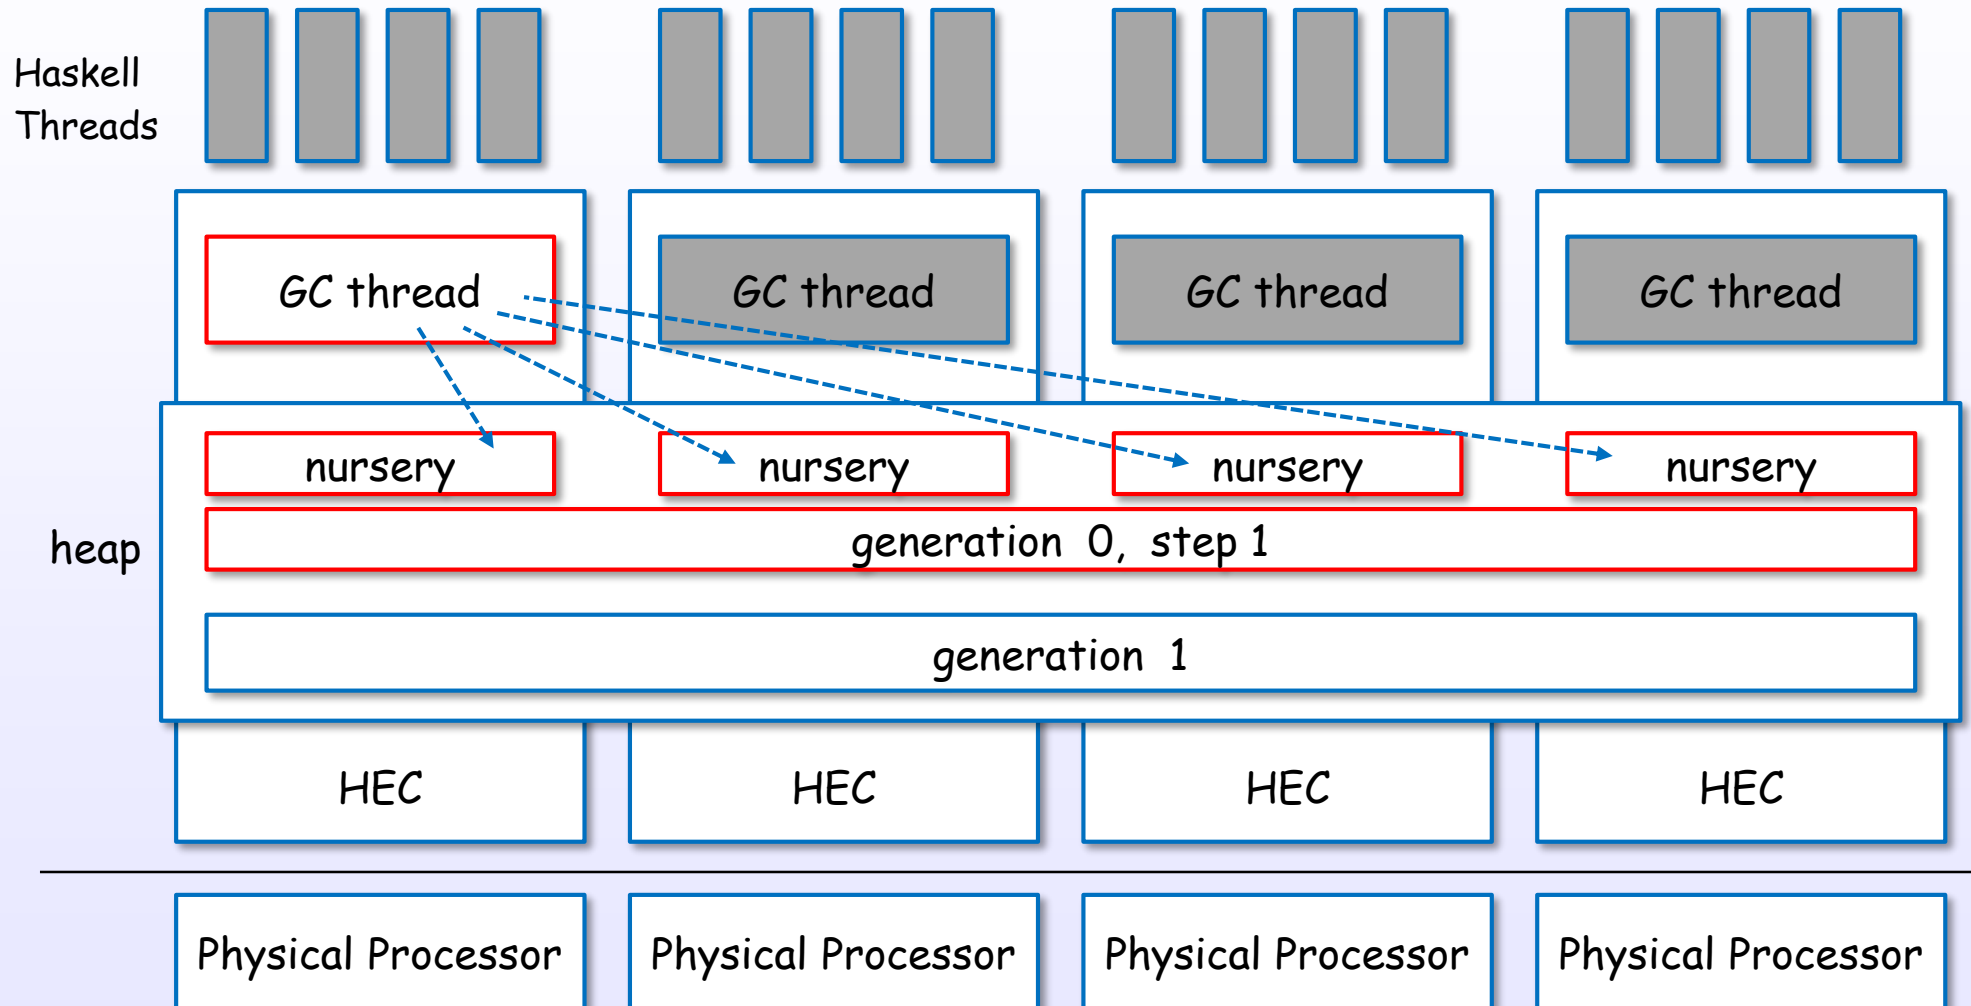 Haskell
Threads
GC thread GC thread GC thread GC thread
nursery nursery nursery nursery
generation 0, step 1
heap
generation 1
HEC HEC HEC HEC
Physical Processor Physical Processor Physical Processor Physical Processor